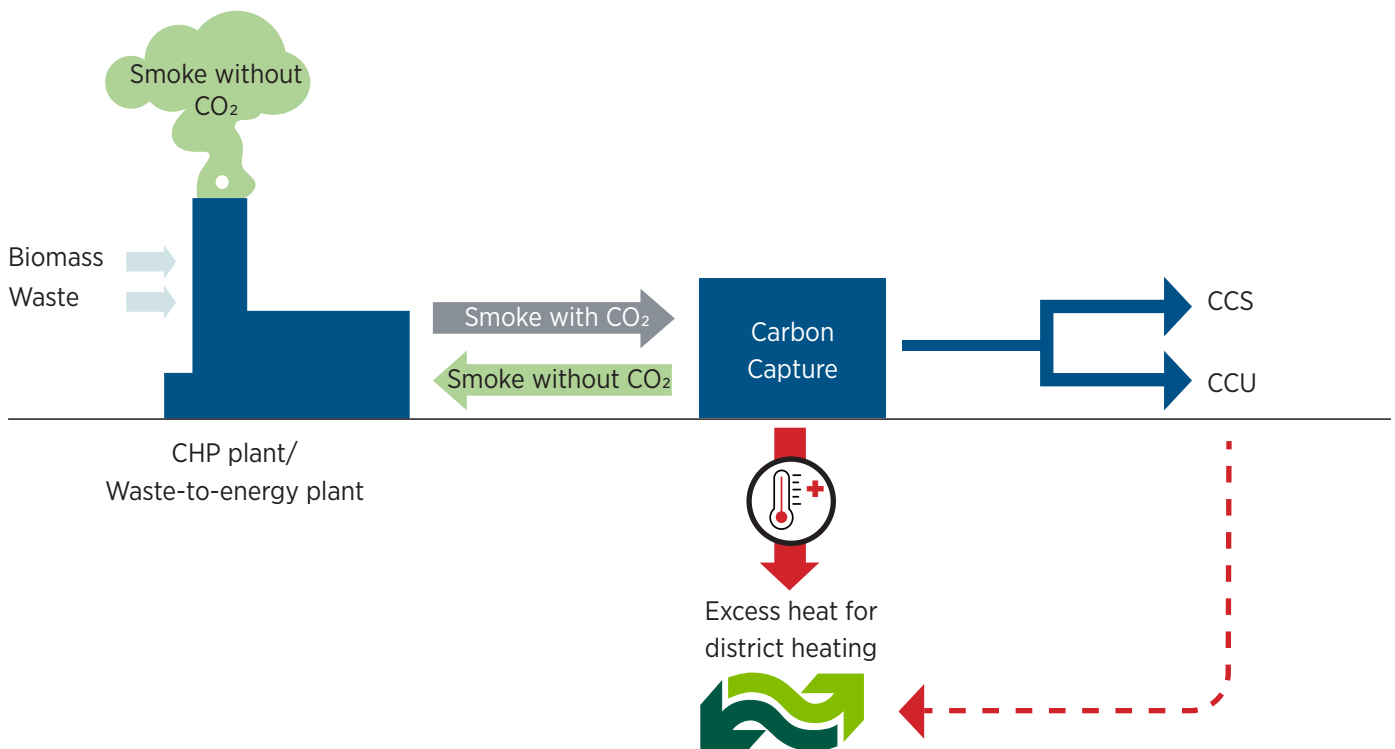 Smoke without
CO₂
Biomass
Waste
Smoke with CO₂
Smoke without CO₂
Carbon
Capture
CCS
CCU
CHP plant/
Waste-to-energy plant
Excess heat for
district heating